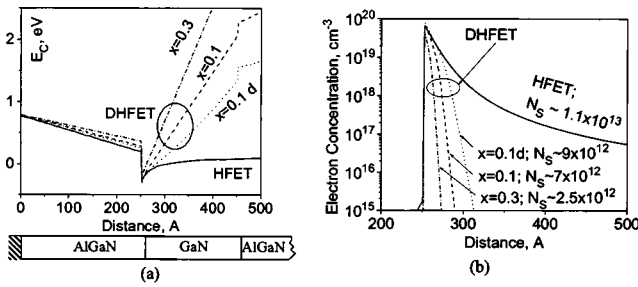 E_C, eV
2
1
0
x=0.3
x=0.1
x=0.1 d
DHFET
HFET
0 100 200 300 400 500
Distance, A
AlGaN GaN AlGaN
(a)
Electron Concentration, cm⁻³
10²⁰
10¹⁹
10¹⁸
10¹⁷
10¹⁶
10¹⁵
DHFET
HFET;
N_S ~ 1.1x10¹³
x=0.1d; N_S~9x10¹²
x=0.1; N_S~7x10¹²
x=0.3; N_S~2.5x10¹²
200 300 400 500
Distance, A
(b)